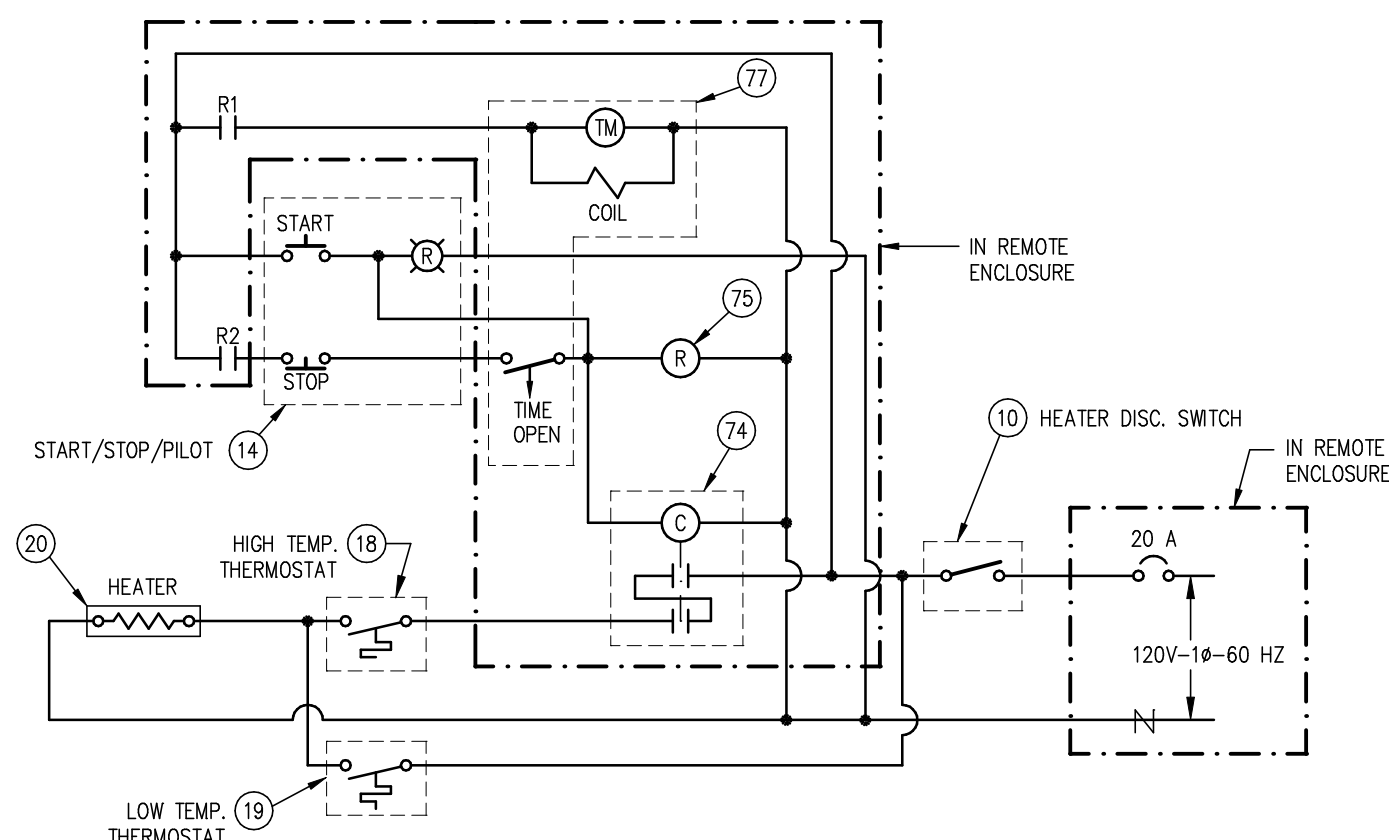 77
R1
TM
COIL
START
R
IN REMOTE
ENCLOSURE
75
R2
STOP
R
TIME
OPEN
74
10 HEATER DISC. SWITCH
START/STOP/PILOT 14
IN REMOTE
ENCLOSURE
C
20
HIGH TEMP. 18
THERMOSTAT
20 A
HEATER
120V-1ø-60 HZ
N
LOW TEMP. 19
THERMOSTAT